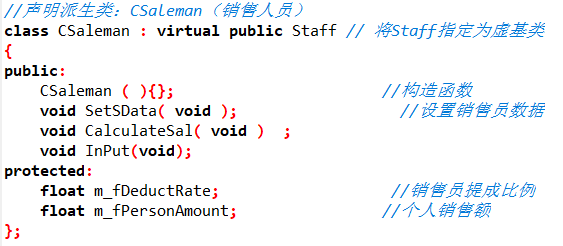 //声明派生类：CSaleman（销售人员）
class CSaleman : virtual public Staff // 将Staff指定为虚基类
{
public:
CSaleman ( ){}; //构造函数
void SetSData( void ); //设置销售员数据
void CalculateSal( void ) ;
void InPut(void);
protected:
float m_fDeductRate; //销售员提成比例
float m_fPersonAmount; //个人销售额
};